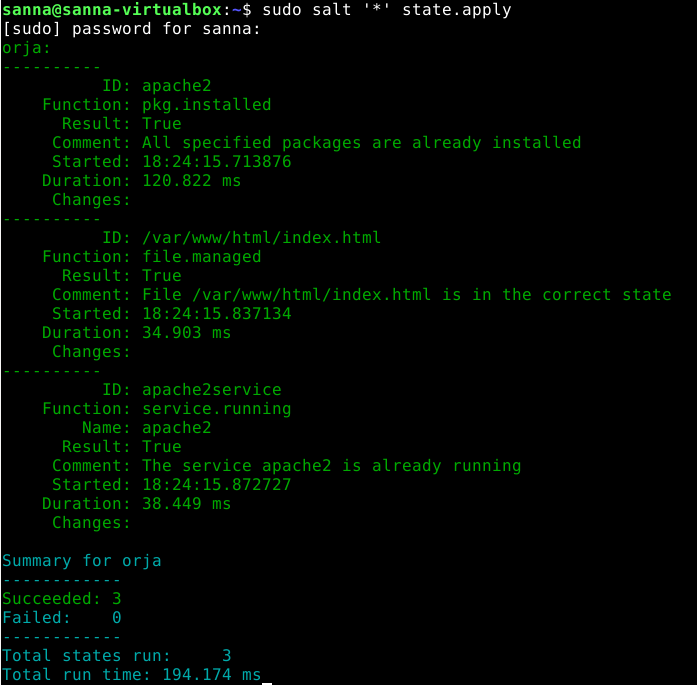 sanna@sanna-virtualbox:~$ sudo salt '*' state.apply
[sudo] password for sanna:
orja:
----------
          ID: apache2
    Function: pkg.installed
      Result: True
     Comment: All specified packages are already installed
     Started: 18:24:15.713876
    Duration: 120.822 ms
     Changes:
----------
          ID: /var/www/html/index.html
    Function: file.managed
      Result: True
     Comment: File /var/www/html/index.html is in the correct state
     Started: 18:24:15.837134
    Duration: 34.903 ms
     Changes:
----------
          ID: apache2service
    Function: service.running
        Name: apache2
      Result: True
     Comment: The service apache2 is already running
     Started: 18:24:15.872727
    Duration: 38.449 ms
     Changes:

Summary for orja
------------
Succeeded: 3
Failed:    0
------------
Total states run:     3
Total run time: 194.174 ms